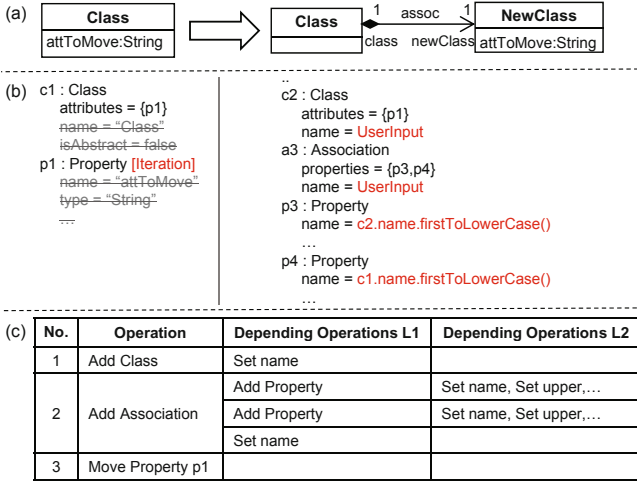 (a)
Class
attToMove:String
Class
1 assoc 1
class newClass
NewClass
attToMove:String
(b)
c1 : Class
attributes = {p1}
name = “Class”
isAbstract = false
p1 : Property [Iteration]
name = “attToMove”
type = “String”
…
..
c2 : Class
attributes = {p1}
name = UserInput
a3 : Association
properties = {p3,p4}
name = UserInput
p3 : Property
name = c2.name.firstToLowerCase()
…
p4 : Property
name = c1.name.firstToLowerCase()
…
(c)
No. Operation Depending Operations L1 Depending Operations L2
1 Add Class Set name
2 Add Association Add Property Set name, Set upper,…
Add Property Set name, Set upper,…
Set name
3 Move Property p1